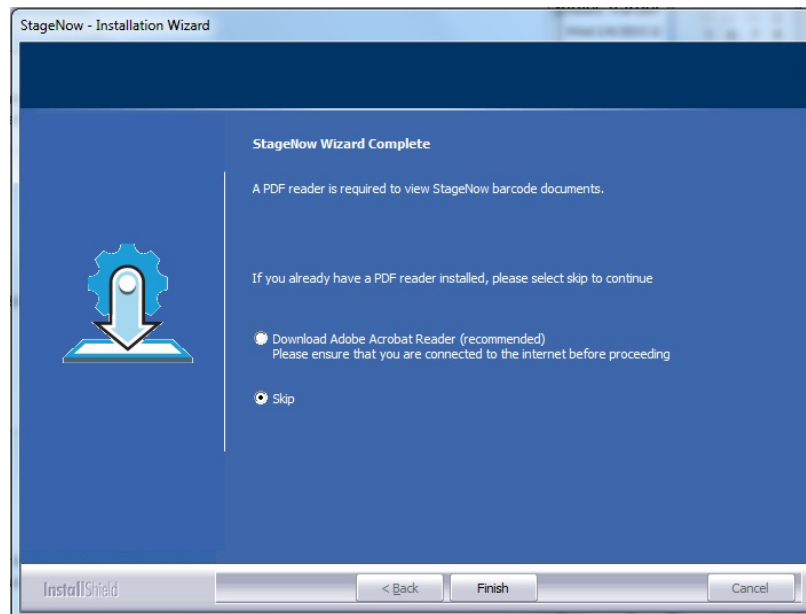 StageNow - Installation Wizard
StageNow Wizard Complete
A PDF reader is required to view StageNow barcode documents.
If you already have a PDF reader installed, please select skip to continue
Download Adobe Acrobat Reader (recommended)
Please ensure that you are connected to the internet before proceeding
Skip
InstallShield
< Back
Finish
Cancel